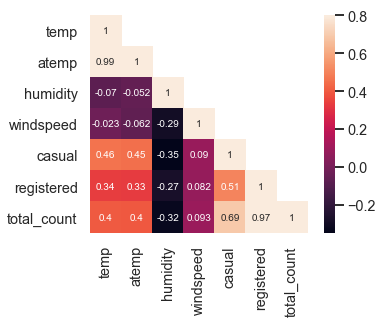 temp 1
atemp 0.99 1
humidity -0.07 -0.052 1
windspeed -0.023 -0.062 -0.29 1
casual 0.46 0.45 -0.35 0.09 1
registered 0.34 0.33 -0.27 0.082 0.51 1
total_count 0.4 0.4 -0.32 0.093 0.69 0.97 1
temp atemp humidity windspeed casual registered total_count
0.8
0.6
0.4
0.2
0.0
−0.2